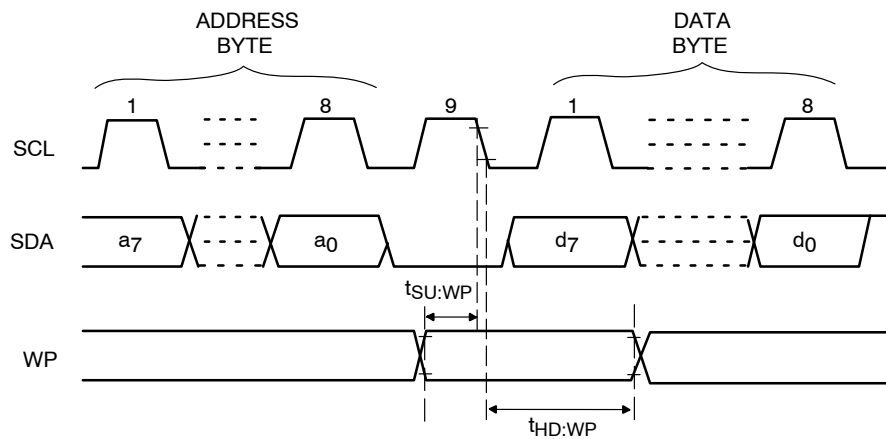 ADDRESS
BYTE
DATA
BYTE
1
8
9
1
8
SCL
SDA
a7
a0
d7
d0
tSU:WP
WP
tHD:WP